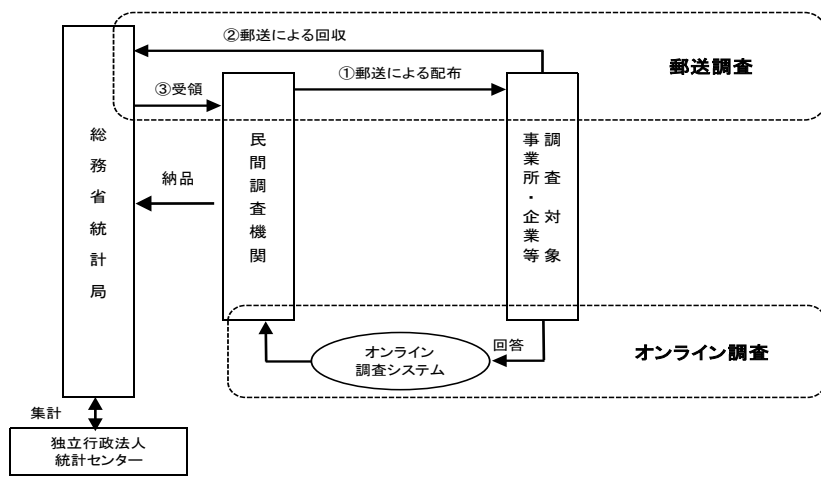 ②郵送による回収
郵送調査
①郵送による配布
③受領
総務省統計局
民間調査機関
調査対象
事業所・企業等
納品
オンライン調査
回答
オンライン
調査システム
集計
独立行政法人
統計センター